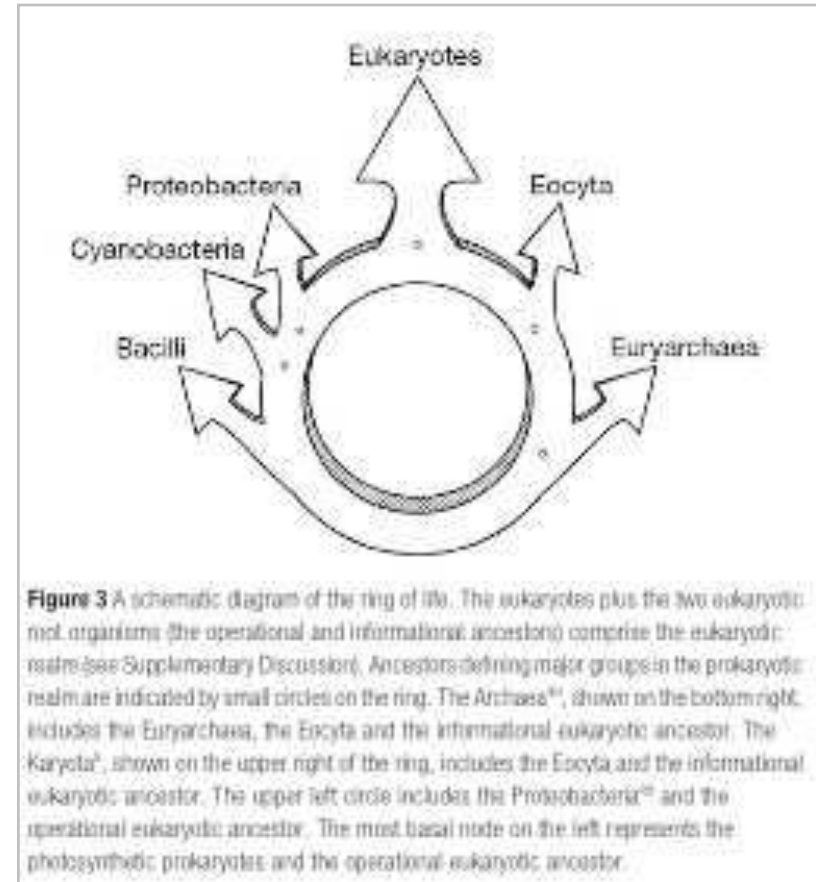 Eukaryotes
Proteobacteria
Eocyta
Cyanobacteria
Bacilli
Euryarchaea
Figure 3 A schematic diagram of the ring of life. The eukaryotes plus the two eukaryotic
root organisms (the operational and informational ancestors) comprise the eukaryotic
realm (see Supplementary Discussion). Ancestors defining major groups in the prokaryotic
realm are indicated by small circles on the ring. The Archaea, shown on the bottom right,
includes the Euryarchaea, the Eocyta and the informational eukaryotic ancestor. The
Karyota, shown on the upper right of the ring, includes the Eocyta and the informational
eukaryotic ancestor. The upper left circle includes the Proteobacteria and the
operational eukaryotic ancestor. The most basal node on the left represents the
photosynthetic prokaryotes and the operational eukaryotic ancestor.